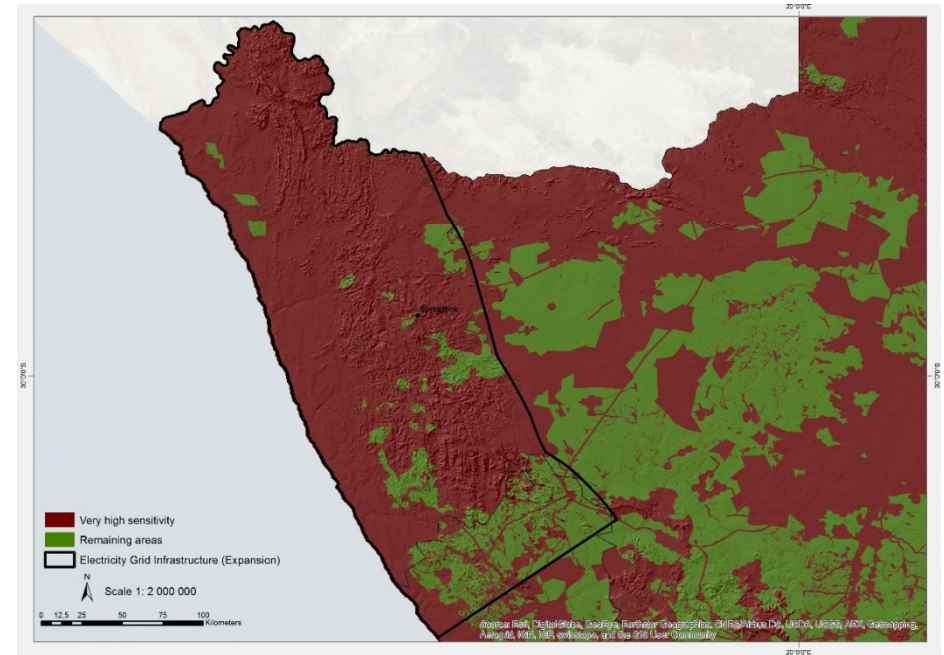 20°0'0"E
Springbok
30°0'0"S
30°0'0"S
Very high sensitivity
Remaining areas
Electricity Grid Infrastructure (Expansion)
N
Scale 1: 2 000 000
0 12.5 25 50 75 100
Kilometers
Source: Esri, DigitalGlobe, GeoEye, Earthstar Geographics, CNES/Airbus DS, USDA, USGS, AEX, Getmapping,
Aerogrid, IGN, IGP, swisstopo, and the GIS User Community
20°0'0"E